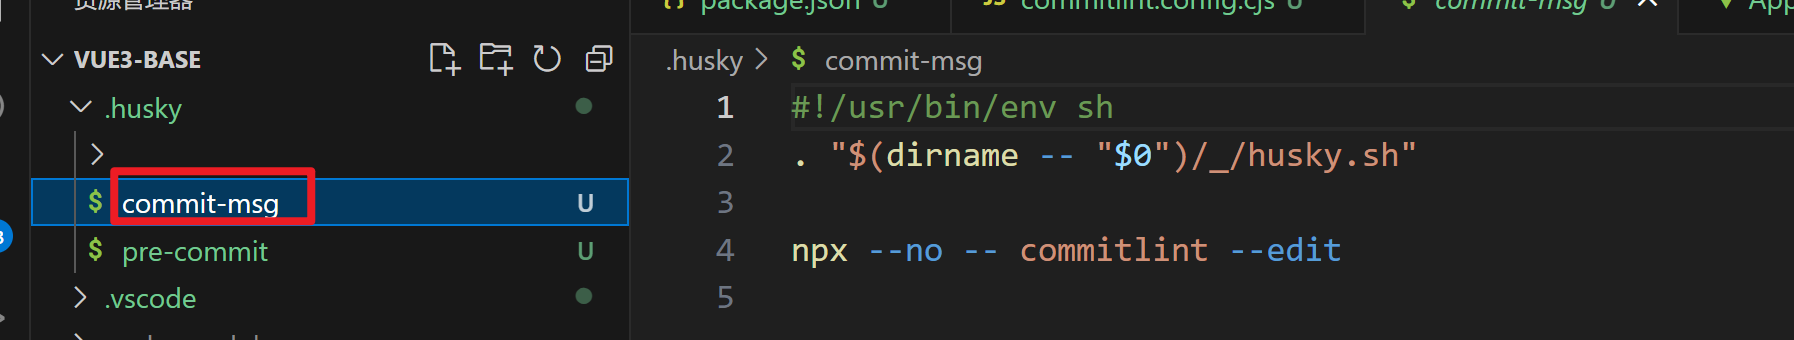 资源管理器
package.json U
commitlint.config.cjs U
$ commit-msg U
App
VUE3-BASE
.husky
$ commit-msg U
$ pre-commit U
.vscode
.husky > $ commit-msg
1 #!/usr/bin/env sh
2 . "$(dirname -- "$0")/_/husky.sh"
3
4 npx --no -- commitlint --edit
5